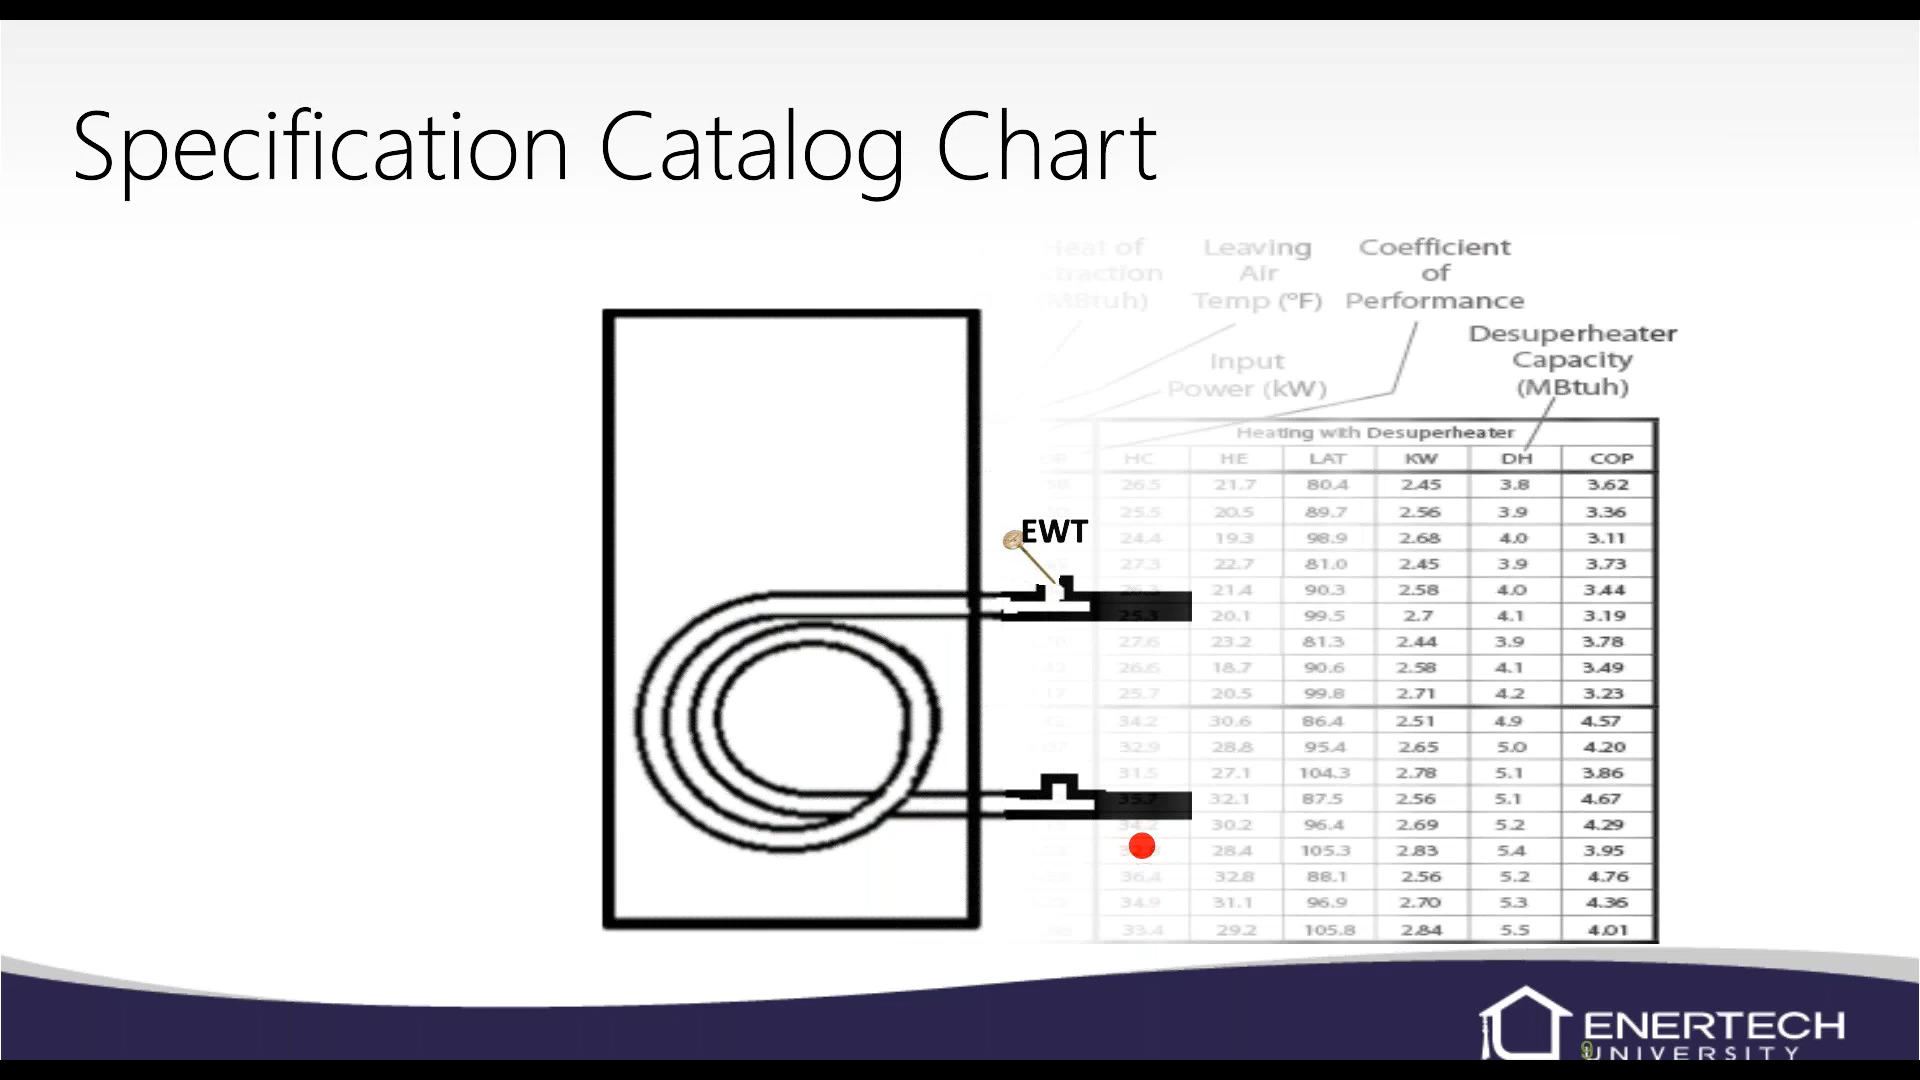 Specification Catalog Chart
Heat of Leaving Coefficient
Air of
(MBtuh) Temp (°F) Performance
Desuperheater
Input Capacity
Power (kW) (MBtuh)
Heating with Desuperheater
HC HE LAT KW DH COP
26.5 21.7 80.4 2.45 3.8 3.62
25.5 20.5 89.7 2.56 3.9 3.36
24.4 19.3 98.9 2.68 4.0 3.11
EWT
27.3 22.7 81.0 2.45 3.9 3.73
26.3 21.4 90.3 2.58 4.0 3.44
25.3 20.1 99.5 2.7 4.1 3.19
27.6 23.2 81.3 2.44 3.9 3.78
26.6 18.7 90.6 2.58 4.1 3.49
25.7 20.5 99.8 2.71 4.2 3.23
34.2 30.6 86.4 2.51 4.9 4.57
32.9 28.8 95.4 2.65 5.0 4.20
31.5 27.1 104.3 2.78 5.1 3.86
35.7 32.1 87.5 2.56 5.1 4.67
34.2 30.2 96.4 2.69 5.2 4.29
28.4 105.3 2.83 5.4 3.95
36.4 32.8 88.1 2.56 5.2 4.76
34.9 31.1 96.9 2.70 5.3 4.36
33.4 29.2 105.8 2.84 5.5 4.01
ENERTECH
UNIVERSITY